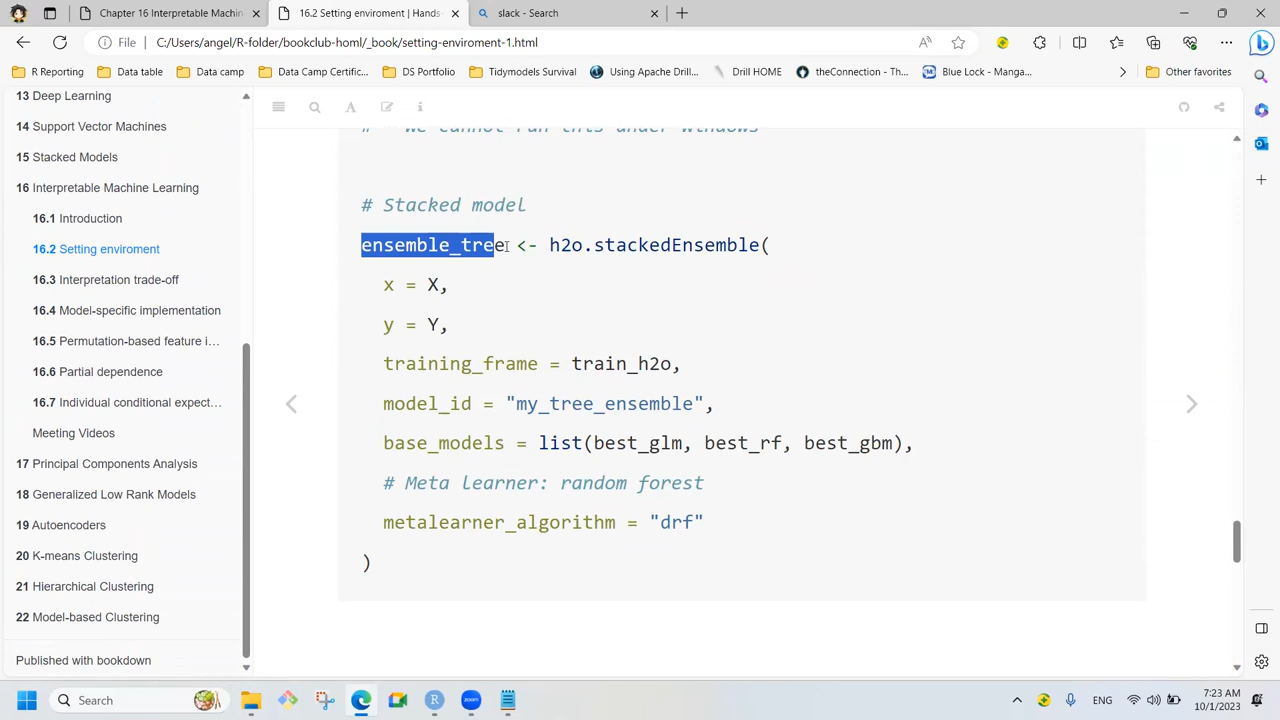 Chapter 16 Interpretable Machin
16.2 Setting enviroment | Hands-
slack - Search
File
C:/Users/angel/R-folder/bookclub-homl/_book/setting-enviroment-1.html
R Reporting
Data table
Data camp
Data Camp Certific...
DS Portfolio
Tidymodels Survival
Using Apache Drill...
Drill HOME
theConnection - Th...
Blue Lock - Manga...
Other favorites
13 Deep Learning
14 Support Vector Machines
15 Stacked Models
16 Interpretable Machine Learning
16.1 Introduction
16.2 Setting enviroment
16.3 Interpretation trade-off
16.4 Model-specific implementation
16.5 Permutation-based feature i...
16.6 Partial dependence
16.7 Individual conditional expect...
Meeting Videos
17 Principal Components Analysis
18 Generalized Low Rank Models
19 Autoencoders
20 K-means Clustering
21 Hierarchical Clustering
22 Model-based Clustering
Published with bookdown
# We cannot run this under windows
# Stacked model
ensemble_tree <- h2o.stackedEnsemble(
x = X,
y = Y,
training_frame = train_h2o,
model_id = "my_tree_ensemble",
base_models = list(best_glm, best_rf, best_gbm),
# Meta learner: random forest
metalearner_algorithm = "drf"
)
Search
ENG
7:23 AM
10/1/2023